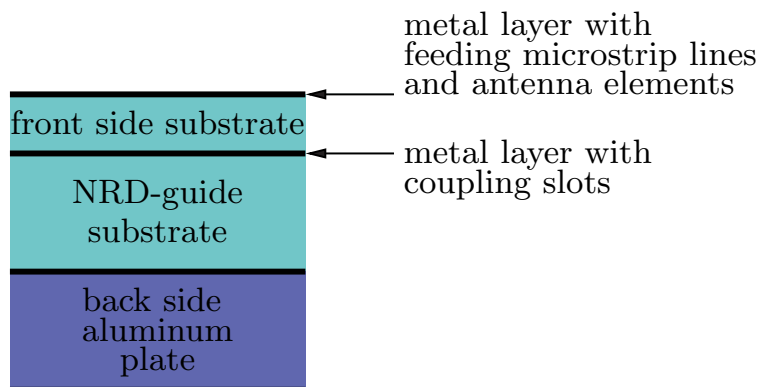 metal layer with
feeding microstrip lines
and antenna elements
front side substrate
metal layer with
coupling slots
NRD-guide
substrate
back side
aluminum
plate